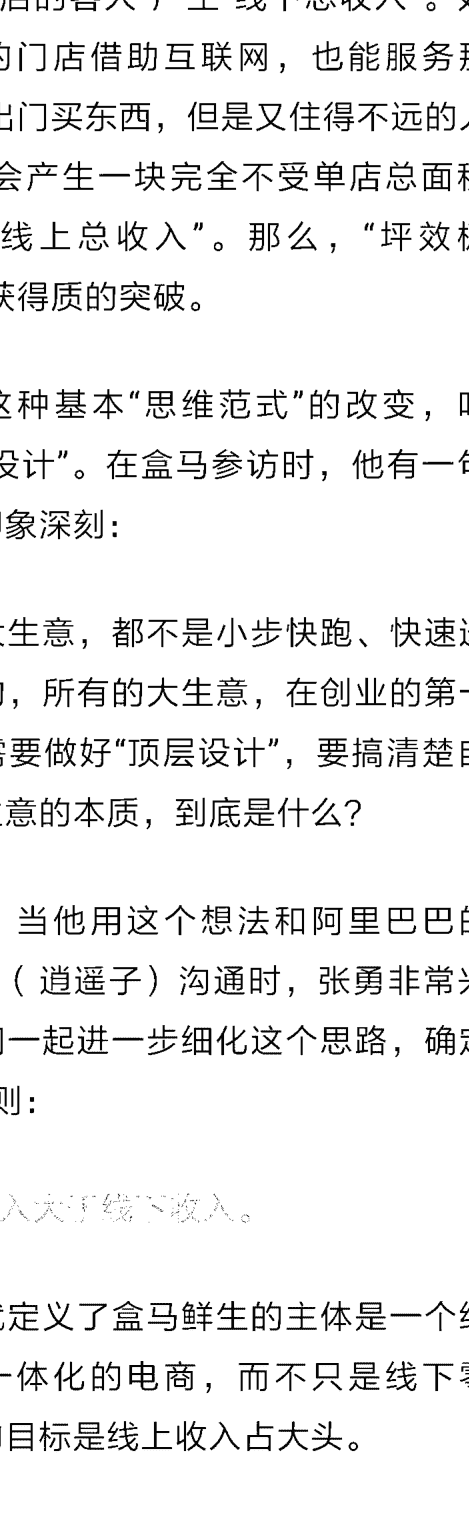 店的客人”产生“线下总收入”。
的门店借助互联网，也能服务那
出门买东西，但是又住得不远的人
会产生一块完全不受单店总面积
线上总收入”。那么，“坪效极
获得质的突破。
这种基本“思维范式”的改变，叫
设计”。在盒马参访时，他有一句
印象深刻：
大生意，都不是小步快跑、快速迭
的，所有的大生意，在创业的第一
需要做好“顶层设计”，要搞清楚自
生意的本质，到底是什么？
当他用这个想法和阿里巴巴的
（逍遥子）沟通时，张勇非常兴
们一起进一步细化这个思路，确定
则：
入大于线下收入。
就定义了盒马鲜生的主体是一个线
一体化的电商，而不只是线下零
的目标是线上收入占大头。